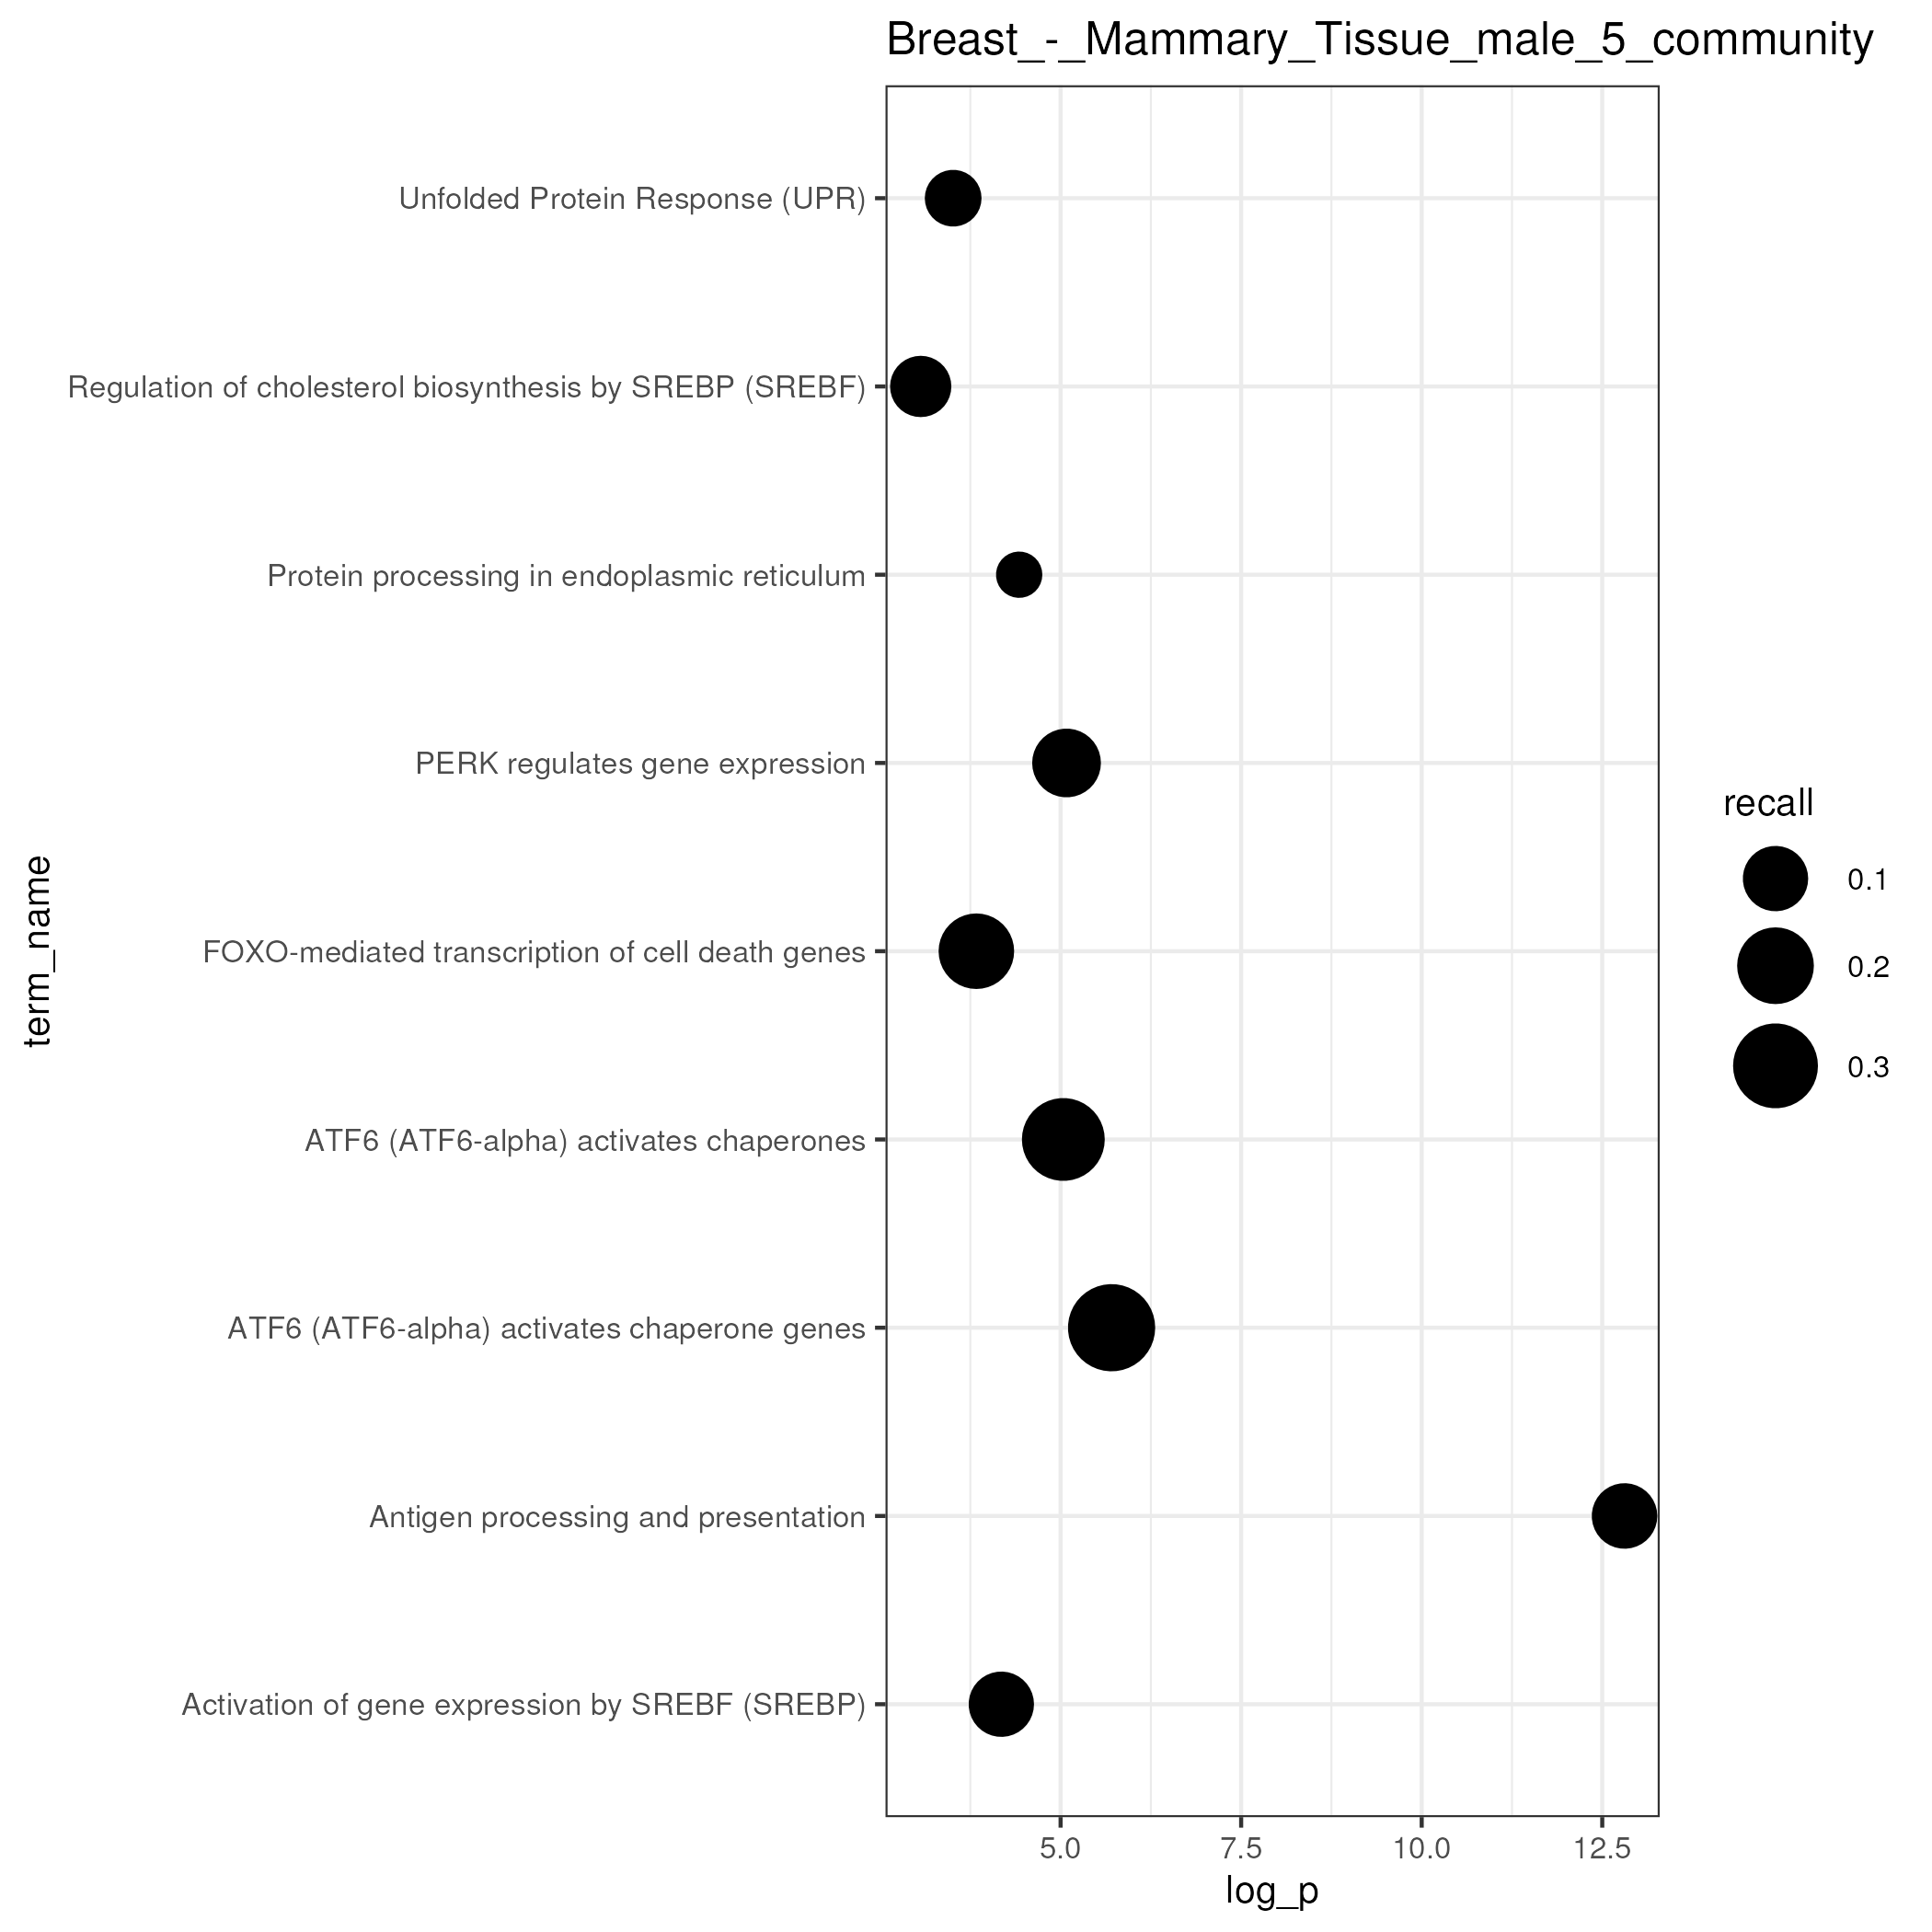 Breast_-_Mammary_Tissue_male_5_community
term_name
Unfolded Protein Response (UPR)
Regulation of cholesterol biosynthesis by SREBP (SREBF)
Protein processing in endoplasmic reticulum
PERK regulates gene expression
FOXO-mediated transcription of cell death genes
ATF6 (ATF6-alpha) activates chaperones
ATF6 (ATF6-alpha) activates chaperone genes
Antigen processing and presentation
Activation of gene expression by SREBF (SREBP)
5.0 7.5 10.0 12.5
log_p
recall
0.1
0.2
0.3